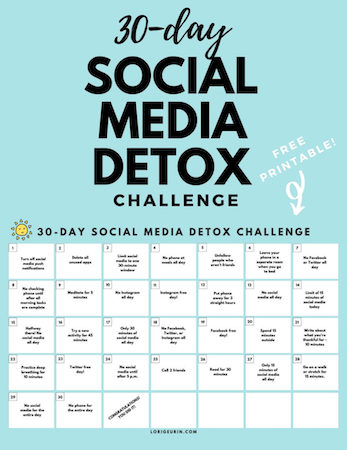 30-day
SOCIAL
MEDIA
DETOX
CHALLENGE
FREE
PRINTABLE!
30-DAY SOCIAL MEDIA DETOX CHALLENGE
1
Turn off social
media push
notifications
2
Delete all
unused apps
3
Limit social
media to one
30 minute
window
4
No phone at
meals all day
5
Unfollow
people who
aren't friends
6
Leave your
phone in a
separate room
when you go
to bed
7
No Facebook
or Twitter all
day
8
No checking
phone until
after all
morning tasks
are complete
9
Meditate for 5
minutes
10
No Instagram
all day
11
Instagram free
day!
12
Put phone
away for 3
straight hours
13
No social
media all day
14
Limit of 15
minutes of
social media
today
15
Halfway
there! No
social media
all day
16
Try a new
activity for 45
minutes
17
Only 30
minutes of
social media
all day
18
No Facebook,
Twitter, or
Instagram all
day
19
Facebook free
day!
20
Spend 15
minutes
outside
21
Write about
what you're
thankful for -
10 minutes
22
Practice deep
breathing for
10 minutes
23
Twitter free
day!
24
No social
media until
after 5 p.m.
25
Call 2 friends
26
Read for 30
minutes
27
Only 15
minutes of
social media
all day
28
Go on a walk
or stretch for
15 minutes
29
No social
media for the
entire day
30
No phone for
the entire day
CONGRATULATIONS!
YOU DID IT!
LORIGEURIN.COM